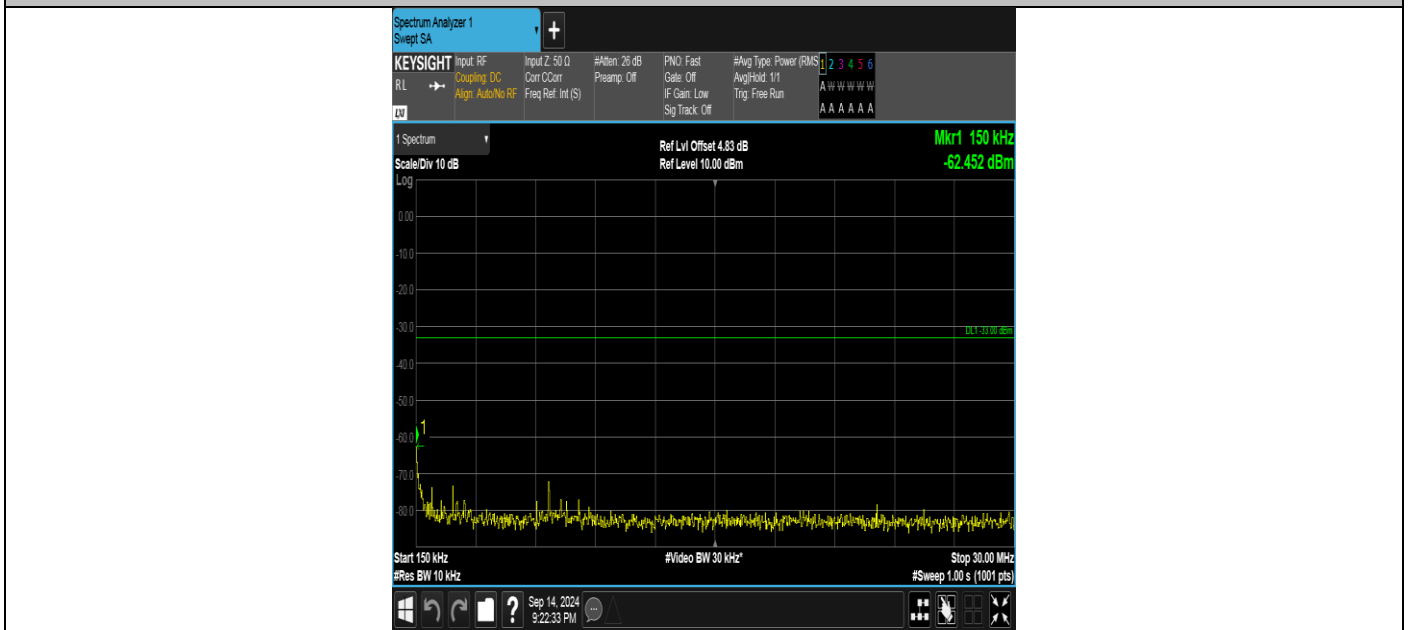 Spectrum Analyzer 1
Swept SA
+
KEYSIGHT
RL
LXI
Input: RF
Coupling: DC
Align: Auto/No RF
Input Z: 50 Ω
Corr CCorr
Freq Ref: Int (S)
#Atten: 26 dB
Preamp: Off
PNO: Fast
Gate: Off
IF Gain: Low
Sig Track: Off
#Avg Type: Power (RMS
Avg|Hold: 1/1
Trig: Free Run
1 2 3 4 5 6
A W W W W W
A A A A A A
1 Spectrum
Scale/Div 10 dB
Ref Lvl Offset 4.83 dB
Ref Level 10.00 dBm
Mkr1 150 kHz
-62.452 dBm
Log
0.00
-10.0
-20.0
-30.0
DL1 -33.00 dBm
-40.0
-50.0
1
-60.0
-70.0
-80.0
Start 150 kHz
#Video BW 30 kHz*
Stop 30.00 MHz
#Res BW 10 kHz
#Sweep 1.00 s (1001 pts)
?
Sep 14, 2024
9:22:33 PM